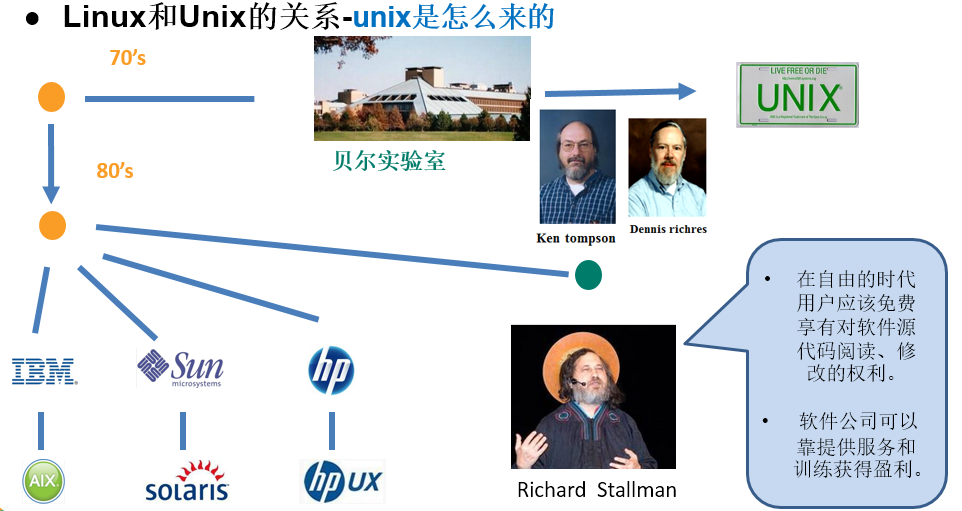 ● Linux和Unix的关系-unix是怎么来的
70's
LIVE FREE OR DIE
UNIX
贝尔实验室
80's
Ken tompson
Dennis richres
• 在自由的时代
用户应该免费
享有对软件源
代码阅读、修
改的权利。
• 软件公司可以
靠提供服务和
训练获得盈利。
IBM
Sun
microsystems
hp
AIX
solaris
hp UX
Richard Stallman